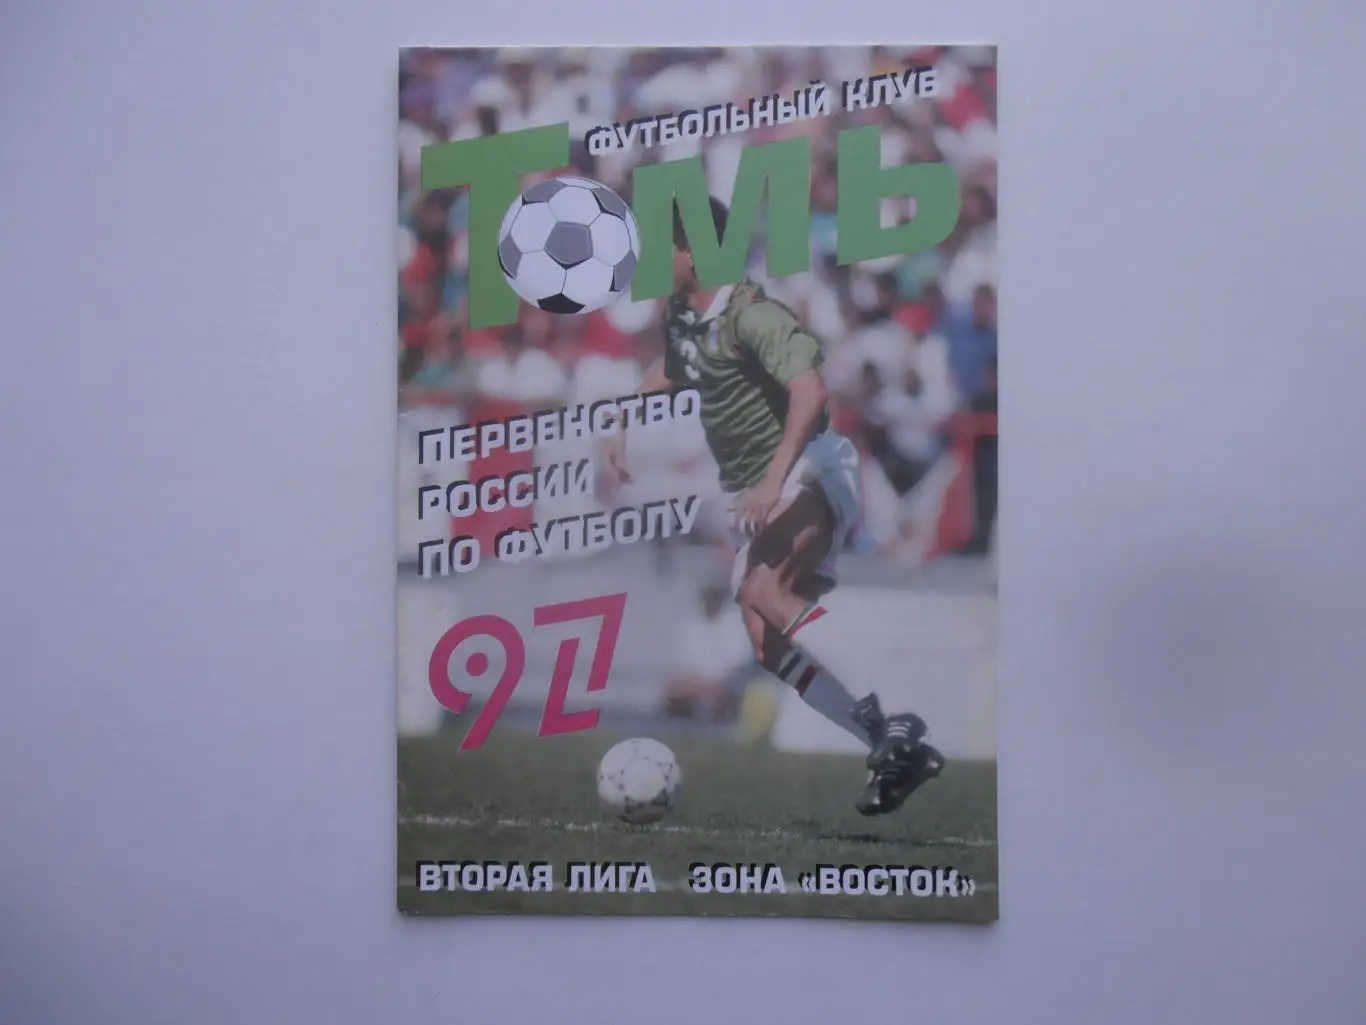 ФУТБОЛЬНЫЙ КЛУБ
ТОМЬ
ПЕРВЕНСТВО
РОССИИ
ПО ФУТБОЛУ
97
ВТОРАЯ ЛИГА ЗОНА «ВОСТОК»